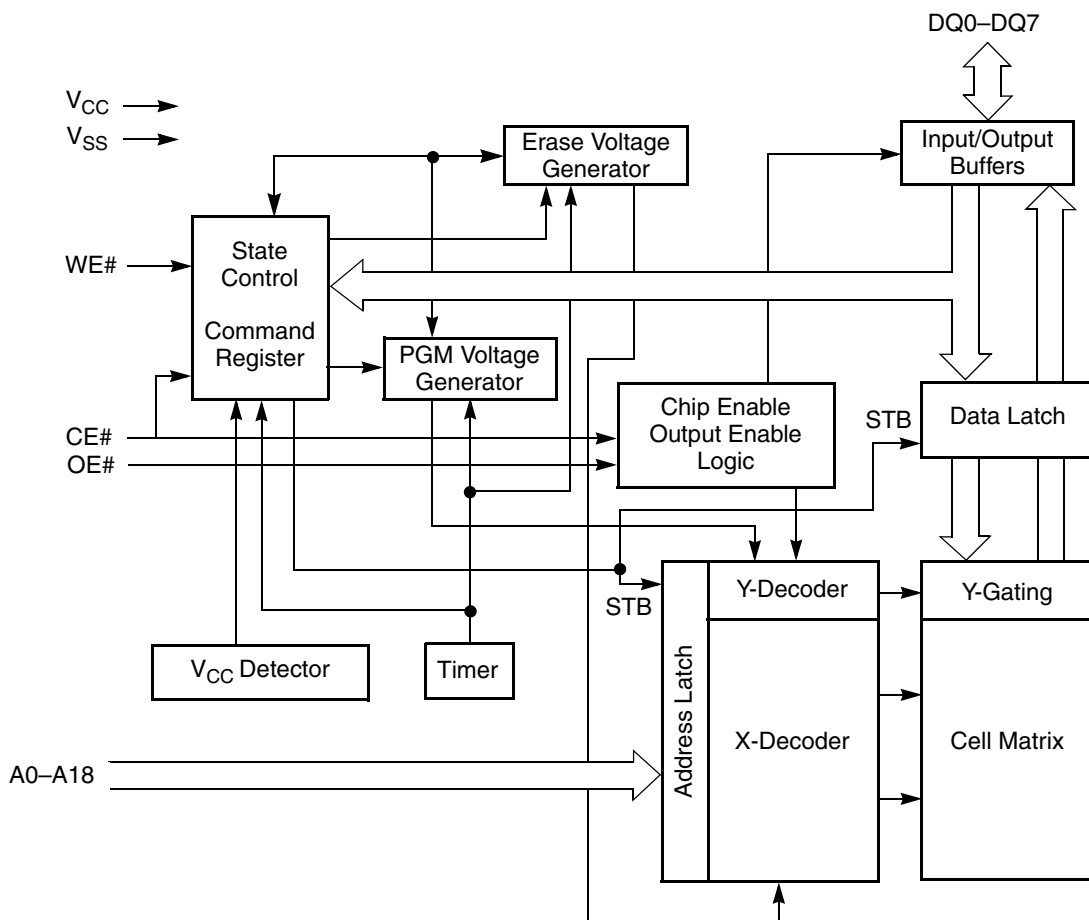 DQ0–DQ7
VCC
VSS
Erase Voltage
Generator
Input/Output
Buffers
WE#
State
Control
Command
Register
PGM Voltage
Generator
Chip Enable
Output Enable
Logic
STB
Data Latch
CE#
OE#
STB
Y-Decoder
Y-Gating
VCC Detector
Timer
Address Latch
X-Decoder
Cell Matrix
A0–A18